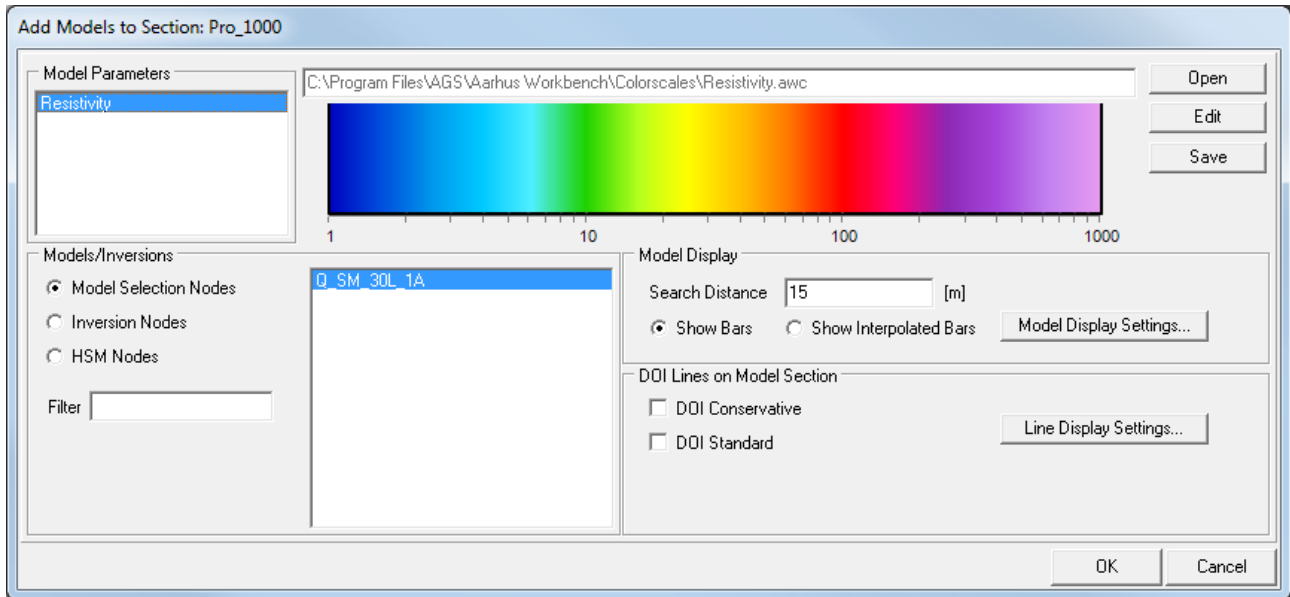 Add Models to Section: Pro_1000
Model Parameters
Resistivity
C:\Program Files\AGS\Aarhus Workbench\Colorscales\Resistivity.awc
Open
Edit
Save
1 10 100 1000
Models/Inversions
Model Selection Nodes
Inversion Nodes
HSM Nodes
Filter
Q_SM_30L_1A
Model Display
Search Distance 15 [m]
Show Bars Show Interpolated Bars Model Display Settings...
DOI Lines on Model Section
DOI Conservative
DOI Standard
Line Display Settings...
OK Cancel